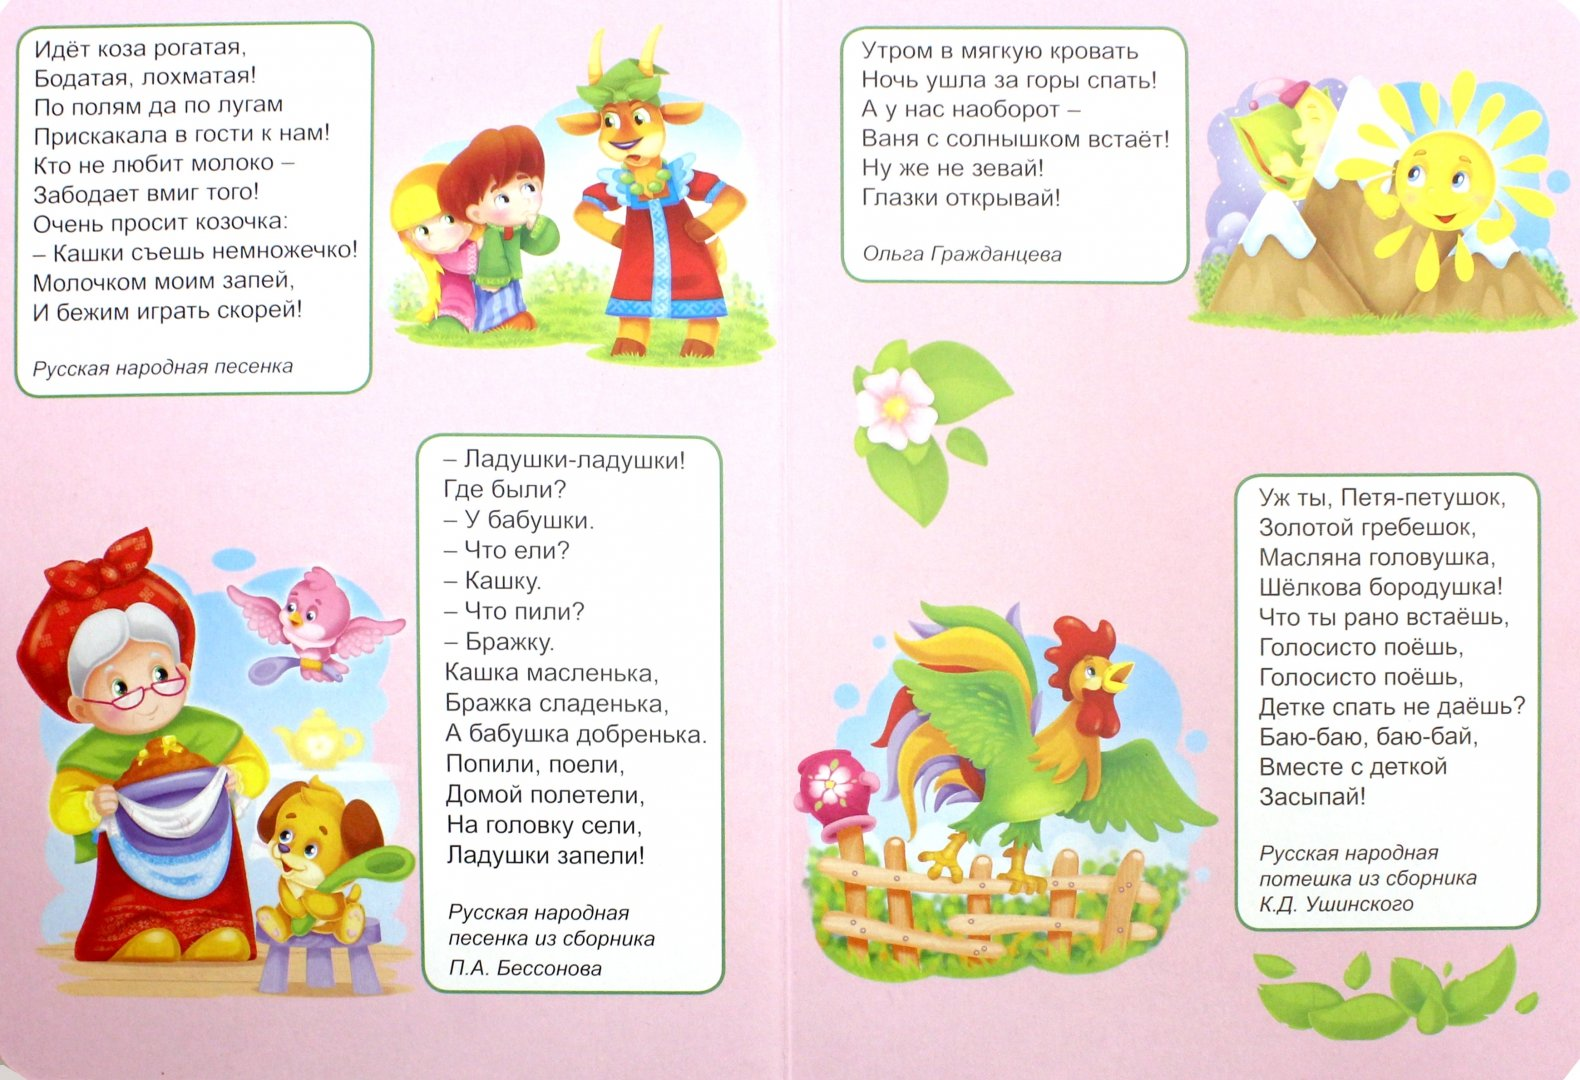 Идёт коза рогатая,
Бодатая, лохматая!
По полям да по лугам
Прискакала в гости к нам!
Кто не любит молоко –
Забодает вмиг того!
Очень просит козочка:
– Кашки съешь немножечко!
Молочком моим запей,
И бежим играть скорей!
Русская народная песенка
– Ладушки-ладушки!
Где были?
– У бабушки.
– Что ели?
– Кашку.
– Что пили?
– Бражку.
Кашка масленька,
Бражка сладенька,
А бабушка добренька.
Попили, поели,
Домой полетели,
На головку сели,
Ладушки запели!
Русская народная
песенка из сборника
П.А. Бессонова
Утром в мягкую кровать
Ночь ушла за горы спать!
А у нас наоборот –
Ваня с солнышком встаёт!
Ну же не зевай!
Глазки открывай!
Ольга Гражданцева
Уж ты, Петя-петушок,
Золотой гребешок,
Масляна головушка,
Шёлкова бородушка!
Что ты рано встаёшь,
Голосисто поёшь,
Голосисто поёшь,
Детке спать не даёшь?
Баю-баю, баю-бай,
Вместе с деткой
Засыпай!
Русская народная
потешка из сборника
К.Д. Ушинского